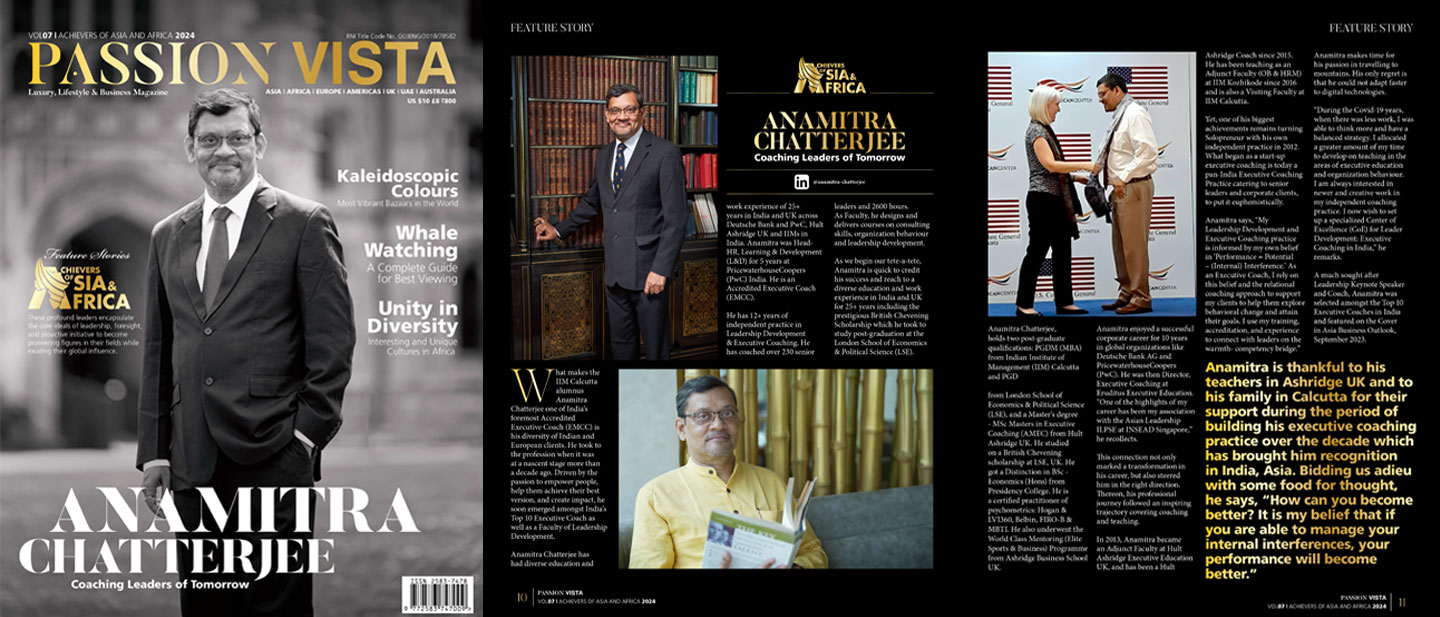 VOL07 | ACHIEVERS OF ASIA AND AFRICA 2024
RNI Title Code No. GUJENG/2018/78582
PASSION VISTA
Luxury, Lifestyle & Business Magazine
ASIA | AFRICA | EUROPE | AMERICAS | UK | UAE | AUSTRALIA
US $10 £8 ₹800
Kaleidoscopic
Colours
Most Vibrant Bazaars in the World
Whale
Watching
A Complete Guide
for Best Viewing
Unity in
Diversity
Interesting and Unique
Cultures in Africa
Feature Stories
ACHIEVERS
OF
ASIA &
AFRICA
These profound leaders encapsulate
the core ideals of leadership, foresight,
and proactive initiative to become
pioneering figures in their fields while
exuding their global influence.
ANAMITRA
CHATTERJEE
Coaching Leaders of Tomorrow
ISSN 2583-7478
9 772583 747009
FEATURE STORY
ACHIEVERS
OF
ASIA &
AFRICA
ANAMITRA
CHATTERJEE
Coaching Leaders of Tomorrow
in
@anamitra-chatterjee
What makes the
IIM Calcutta
alumnus
Anamitra
Chatterjee one of India's
foremost Accredited
Executive Coach (EMCC) is
his diversity of Indian and
European clients. He took to
the profession when it was
at a nascent stage more than
a decade ago. Driven by the
passion to empower people,
help them achieve their best
version, and create impact, he
soon emerged amongst India's
Top 10 Executive Coach as
well as a Faculty of Leadership
Development.
Anamitra Chatterjee has
had diverse education and
work experience of 25+
years in India and UK across
Deutsche Bank and PwC, Hult
Ashridge UK and IIMs in
India. Anamitra was Head-
HR, Learning & Development
(L&D) for 5 years at
PricewaterhouseCoopers
(PwC) India. He is an
Accredited Executive Coach
(EMCC).
He has 12+ years of
independent practice in
Leadership Development
& Executive Coaching. He
has coached over 230 senior
leaders and 2600 hours.
As Faculty, he designs and
delivers courses on consulting
skills, organization behaviour
and leadership development.
As we begin our tete-a-tete,
Anamitra is quick to credit
his success and reach to a
diverse education and work
experience in India and UK
for 25+ years including the
prestigious British Chevening
Scholarship which he took to
study post-graduation at the
London School of Economics
& Political Science (LSE).
THE KEY
TALENT
10
PASSION VISTA
VOL07 | ACHIEVERS OF ASIA AND AFRICA 2024
FEATURE STORY
Anamitra Chatterjee,
holds two post-graduate
qualifications: PGDM (MBA)
from Indian Institute of
Management (IIM) Calcutta
and PGD
from London School of
Economics & Political Science
(LSE), and a Master's degree
- MSc Masters in Executive
Coaching (AMEC) from Hult
Ashridge UK. He studied
on a British Chevening
scholarship at LSE, UK. He
got a Distinction in BSc -
Economics (Hons) from
Presidency College. He is
a certified practitioner of
psychometrics: Hogan &
LVI360, Belbin, FIRO-B &
MBTI. He also underwent the
World Class Mentoring (Elite
Sports & Business) Programme
from Ashridge Business School
UK.
Anamitra enjoyed a successful
corporate career for 10 years
in global organizations like
Deutsche Bank AG and
PricewaterhouseCoopers
(PwC). He was then Director,
Executive Coaching at
Eruditus Executive Education.
"One of the highlights of my
career has been my association
with the Asian Leadership
ILPSE at INSEAD Singapore,"
he recollects.
This connection not only
marked a transformation in
his career, but also steered
him in the right direction.
Thereon, his professional
journey followed an inspiring
trajectory covering coaching
and teaching.
In 2013, Anamitra became
an Adjunct Faculty at Hult
Ashridge Executive Education
UK, and has been a Hult
Ashridge Coach since 2015.
He has been teaching as an
Adjunct Faculty (OB & HRM)
at IIM Kozhikode since 2016
and is also a Visiting Faculty at
IIM Calcutta.
Yet, one of his biggest
achievements remains turning
Solopreneur with his own
independent practice in 2012.
What began as a start-up
executive coaching is today a
pan-India Executive Coaching
Practice catering to senior
leaders and corporate clients,
to put it euphemistically.
Anamitra says, "My
Leadership Development and
Executive Coaching practice
is informed by my own belief
in 'Performance = Potential
– (Internal) Interference.' As
an Executive Coach, I rely on
this belief and the relational
coaching approach to support
my clients to help them explore
behavioral change and attain
their goals. I use my training,
accreditation, and experience
to connect with leaders on the
warmth- competency bridge."
Anamitra makes time for
his passion in travelling to
mountains. His only regret is
that he could not adapt faster
to digital technologies.
"During the Covid-19 years,
when there was less work, I was
able to think more and have a
balanced strategy. I allocated
a greater amount of my time
to develop on teaching in the
areas of executive education
and organization behaviour.
I am always interested in
newer and creative work in
my independent coaching
practice. I now wish to set
up a specialized Center of
Excellence (CoE) for Leader
Development: Executive
Coaching in India," he
remarks.
A much sought after
Leadership Keynote Speaker
and Coach, Anamitra was
selected amongst the Top 10
Executive Coaches in India
and featured on the Cover
in Asia Business Outlook,
September 2023.
Anamitra is thankful to his
teachers in Ashridge UK and to
his family in Calcutta for their
support during the period of
building his executive coaching
practice over the decade which
has brought him recognition
in India, Asia. Bidding us adieu
with some food for thought,
he says, "How can you become
better? It is my belief that if
you are able to manage your
internal interferences, your
performance will become
better."
PASSION VISTA
VOL07 | ACHIEVERS OF ASIA AND AFRICA 2024
11